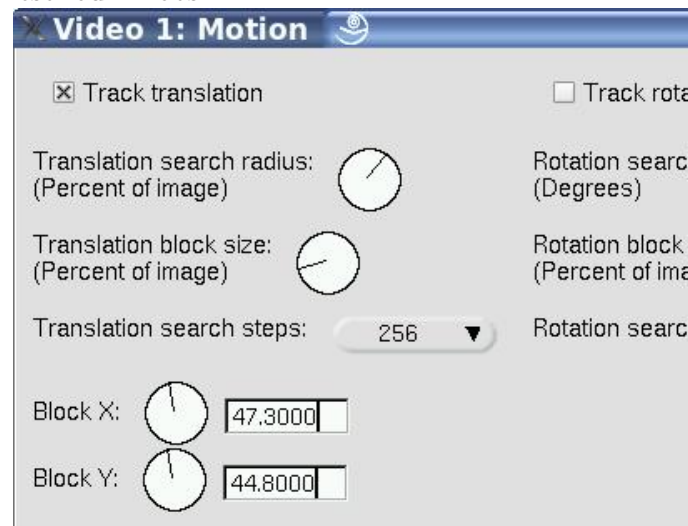 Video 1: Motion
Track translation
Track rota
Translation search radius:
(Percent of image)
Rotation searc
(Degrees)
Translation block size:
(Percent of image)
Rotation block
(Percent of ima
Translation search steps:
256
Rotation searc
Block X:
47.3000
Block Y:
44.8000